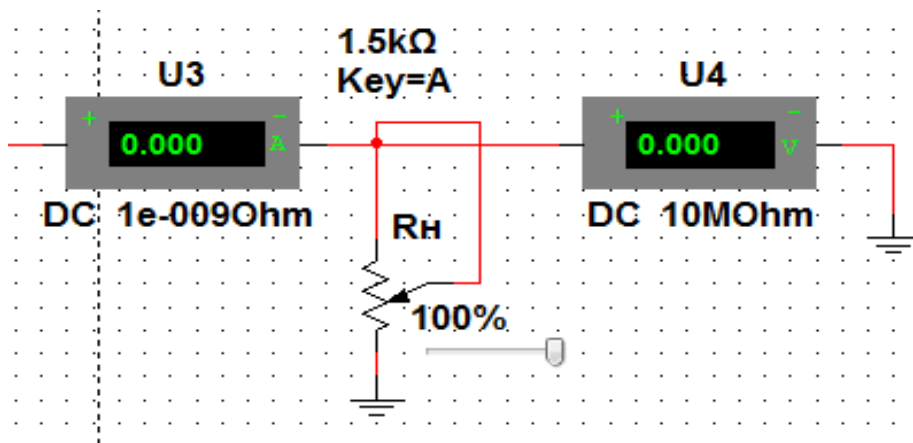 1.5kΩ
Key=A
U3
+
-
0.000
A
DC 1e-009Ohm
U4
+
-
0.000
V
DC 10MOhm
Rн
100%